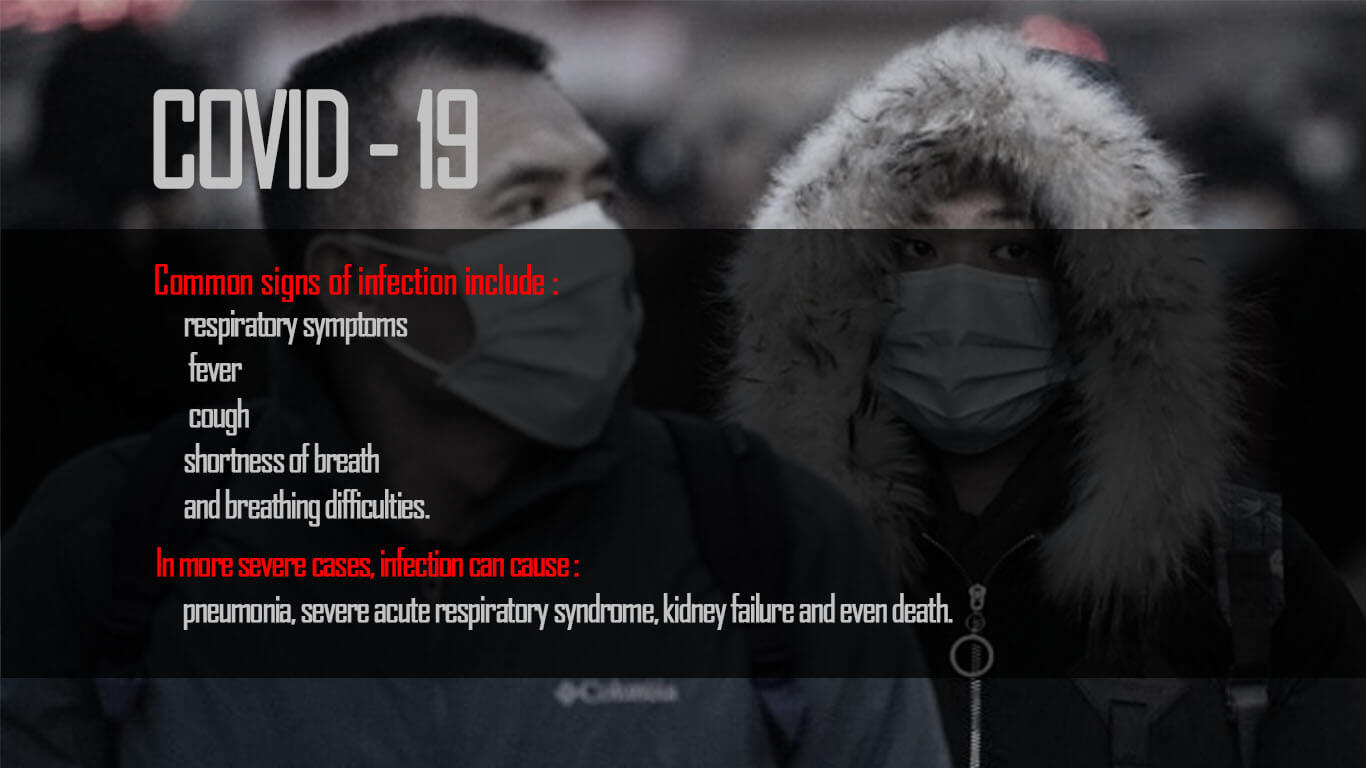 COVID - 19
Common signs of infection include :
respiratory symptoms
fever
cough
shortness of breath
and breathing difficulties.
In more severe cases, infection can cause :
pneumonia, severe acute respiratory syndrome, kidney failure and even death.
Columbia